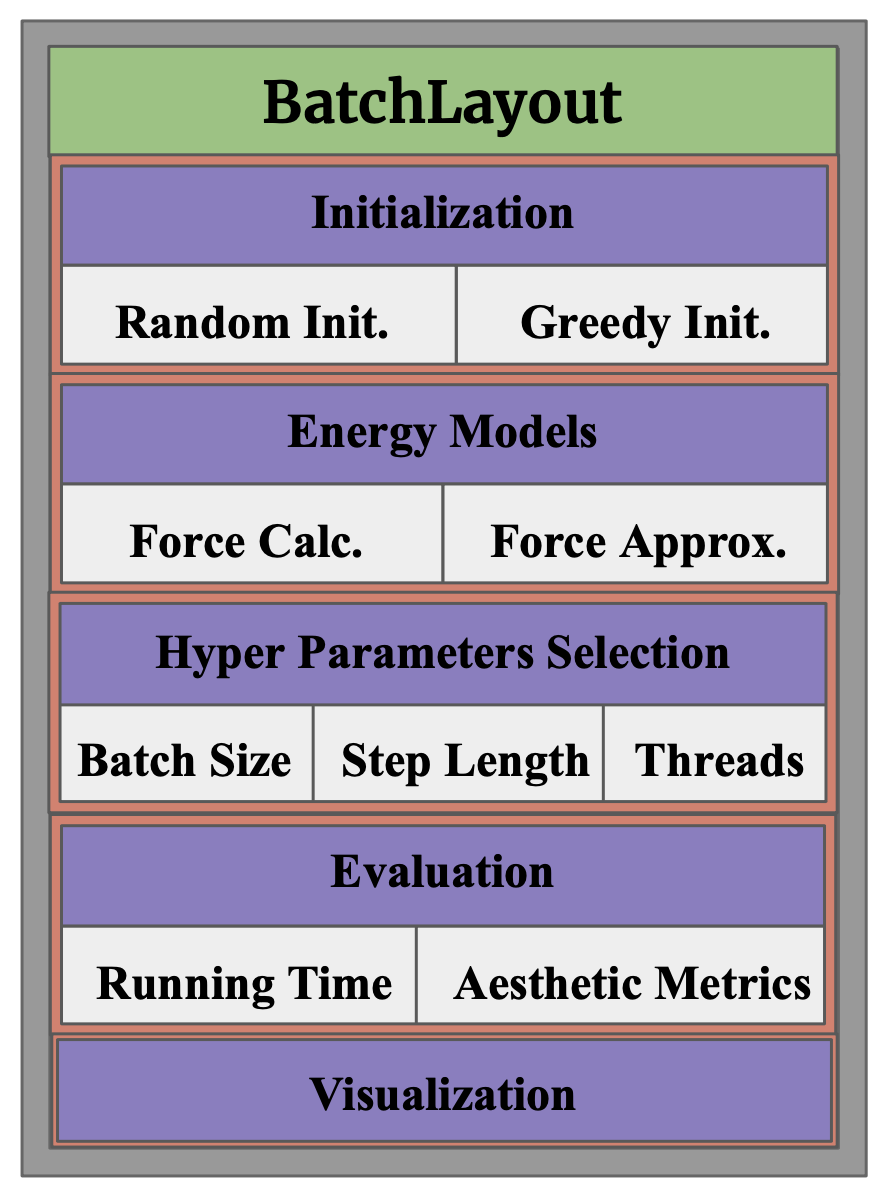 BatchLayout
Initialization
Random Init. Greedy Init.
Energy Models
Force Calc. Force Approx.
Hyper Parameters Selection
Batch Size Step Length Threads
Evaluation
Running Time Aesthetic Metrics
Visualization